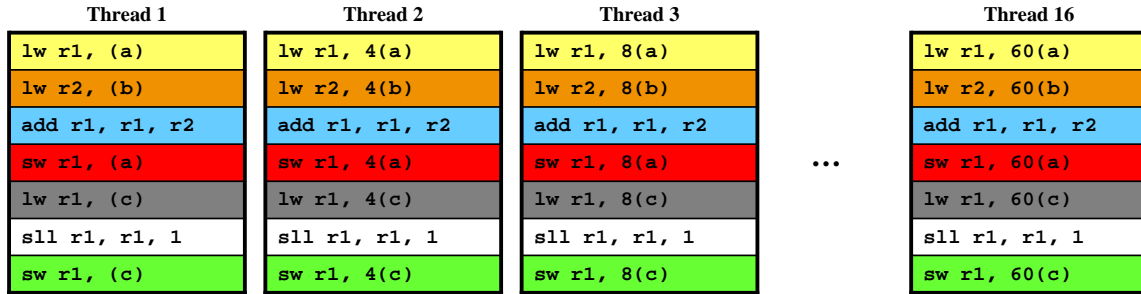 Thread 1 Thread 2 Thread 3 Thread 16
lw r1, (a) lw r1, 4(a) lw r1, 8(a) lw r1, 60(a)
lw r2, (b) lw r2, 4(b) lw r2, 8(b) lw r2, 60(b)
add r1, r1, r2 add r1, r1, r2 add r1, r1, r2 add r1, r1, r2
sw r1, (a) sw r1, 4(a) sw r1, 8(a) ... sw r1, 60(a)
lw r1, (c) lw r1, 4(c) lw r1, 8(c) lw r1, 60(c)
sll r1, r1, 1 sll r1, r1, 1 sll r1, r1, 1 sll r1, r1, 1
sw r1, (c) sw r1, 4(c) sw r1, 8(c) sw r1, 60(c)